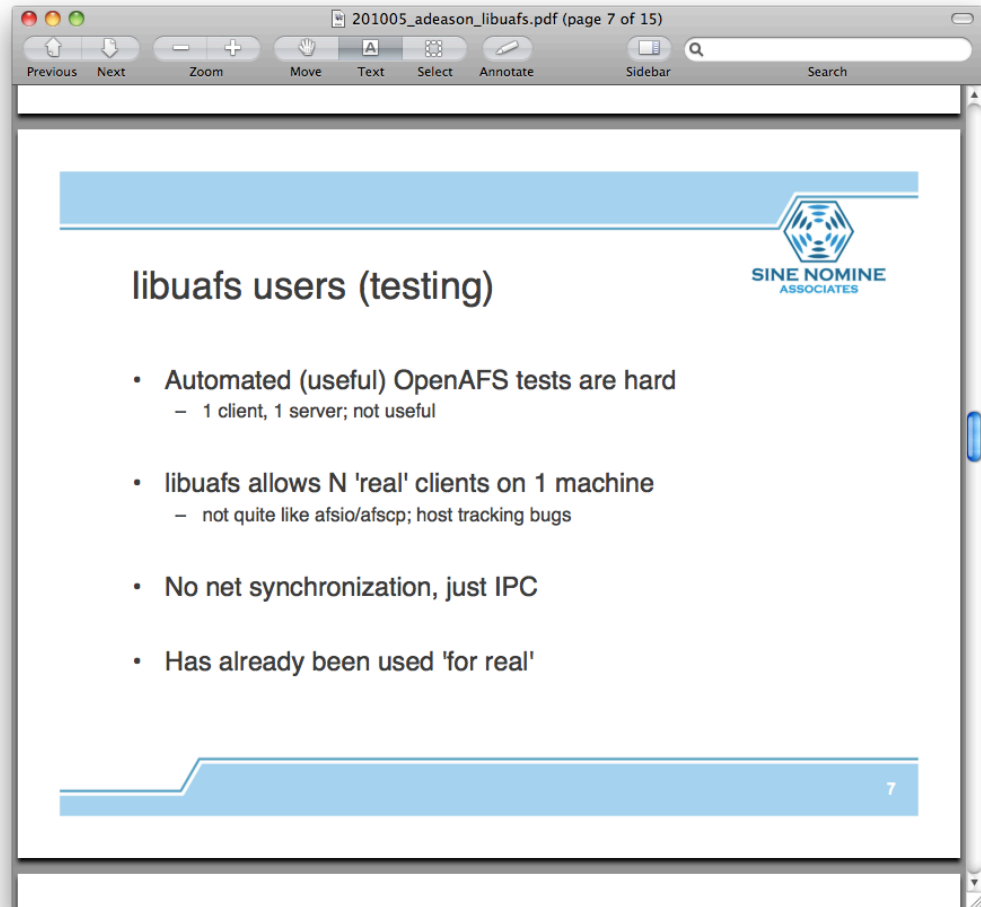 201005_adeason_libuafs.pdf (page 7 of 15)
Previous Next Zoom Move Text Select Annotate Sidebar Search
SINE NOMINE
ASSOCIATES
libuafs users (testing)
• Automated (useful) OpenAFS tests are hard
– 1 client, 1 server; not useful
• libuafs allows N 'real' clients on 1 machine
– not quite like afsio/afscp; host tracking bugs
• No net synchronization, just IPC
• Has already been used 'for real'
7